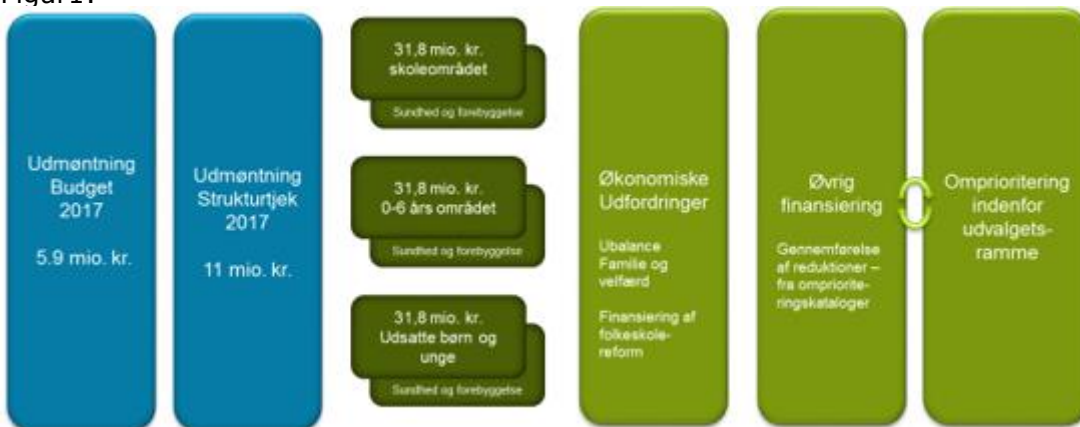 Figur1:
Udmøntning
Budget
2017
5.9 mio. kr.
Udmøntning
Strukturtjek
2017
11 mio. kr.
31,8 mio. kr.
skoleområdet
Sundhed og forebyggelse
31,8 mio. kr.
0-6 års området
Sundhed og forebyggelse
31,8 mio. kr.
Udsatte børn og
unge
Sundhed og forebyggelse
Økonomiske
Udfordringer
Ubalance
Familie og
velfærd
Finansiering af
folkeskole-
reform
Øvrig
finansiering
Gennemførelse
af reduktioner –
fra ompriorite-
ringskataloger
Omprioritering
indenfor
udvalgets-
ramme